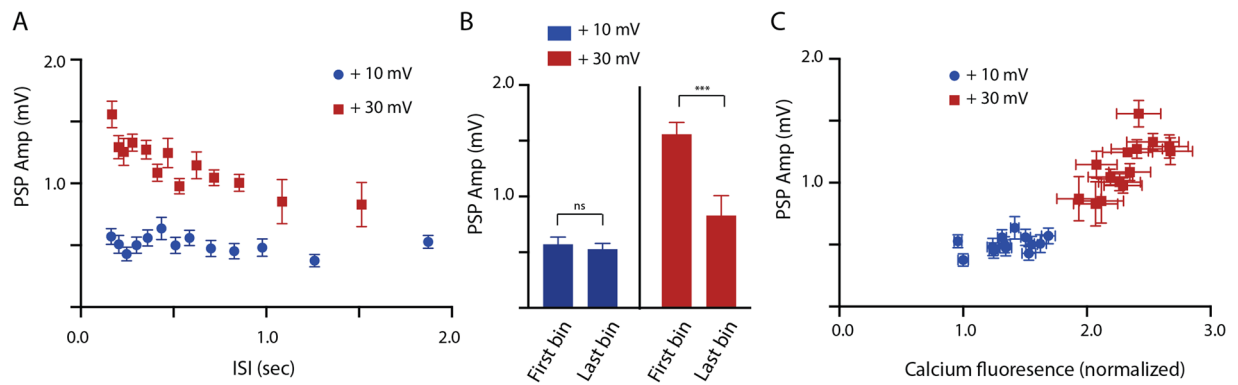 A
2.0
1.0
0.0
1.0
2.0
PSP Amp (mV)
ISI (sec)
+ 10 mV
+ 30 mV
B
+ 10 mV
+ 30 mV
2.0
1.0
PSP Amp (mV)
ns
***
First bin
Last bin
First bin
Last bin
C
2.0
1.0
0.0
1.0
2.0
3.0
PSP Amp (mV)
Calcium fluoresence (normalized)
+ 10 mV
+ 30 mV